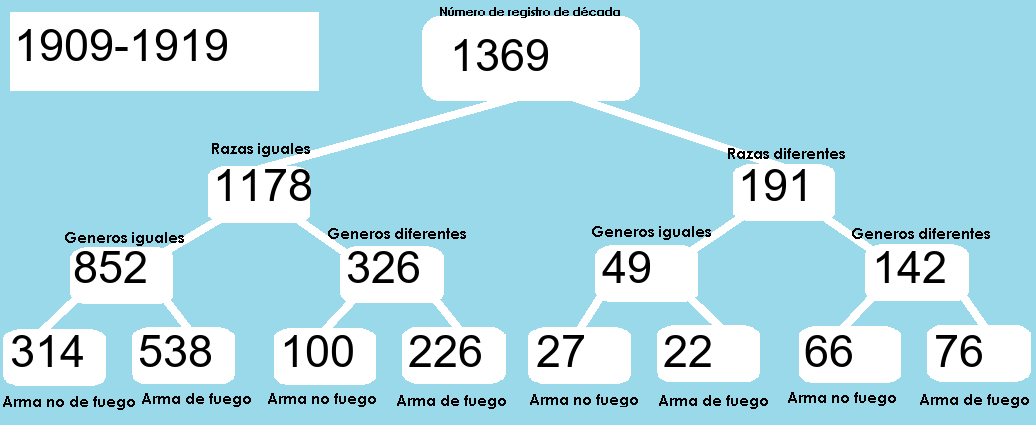 Número de registro de década
1909-1919
1369
Razas iguales
Razas diferentes
1178
191
Generos iguales
Generos diferentes
Generos iguales
Generos diferentes
852
326
49
142
314
538
100
226
27
22
66
76
Arma no de fuego
Arma de fuego
Arma no fuego
Arma de fuego
Arma no fuego
Arma de fuego
Arma no fuego
Arma de fuego